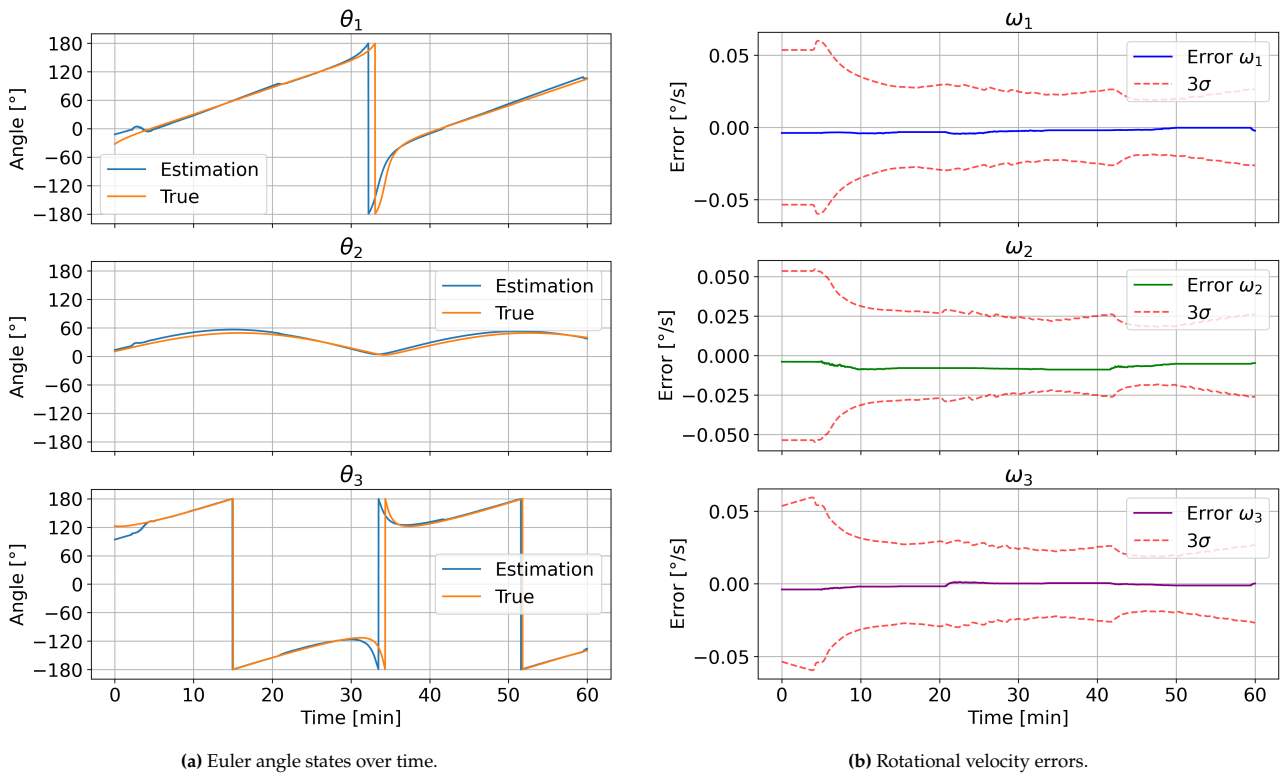 θ₁
180
120
60
0
−60
−120
−180
Angle [°]
Estimation
True
θ₂
180
120
60
0
−60
−120
−180
Angle [°]
Estimation
True
θ₃
180
120
60
0
−60
−120
−180
Angle [°]
Estimation
True
0 10 20 30 40 50 60
Time [min]
(a) Euler angle states over time.
ω₁
0.05
0.00
−0.05
Error [°/s]
Error ω₁
3σ
ω₂
0.050
0.025
0.000
−0.025
−0.050
Error [°/s]
Error ω₂
3σ
ω₃
0.05
0.00
−0.05
Error [°/s]
Error ω₃
3σ
0 10 20 30 40 50 60
Time [min]
(b) Rotational velocity errors.